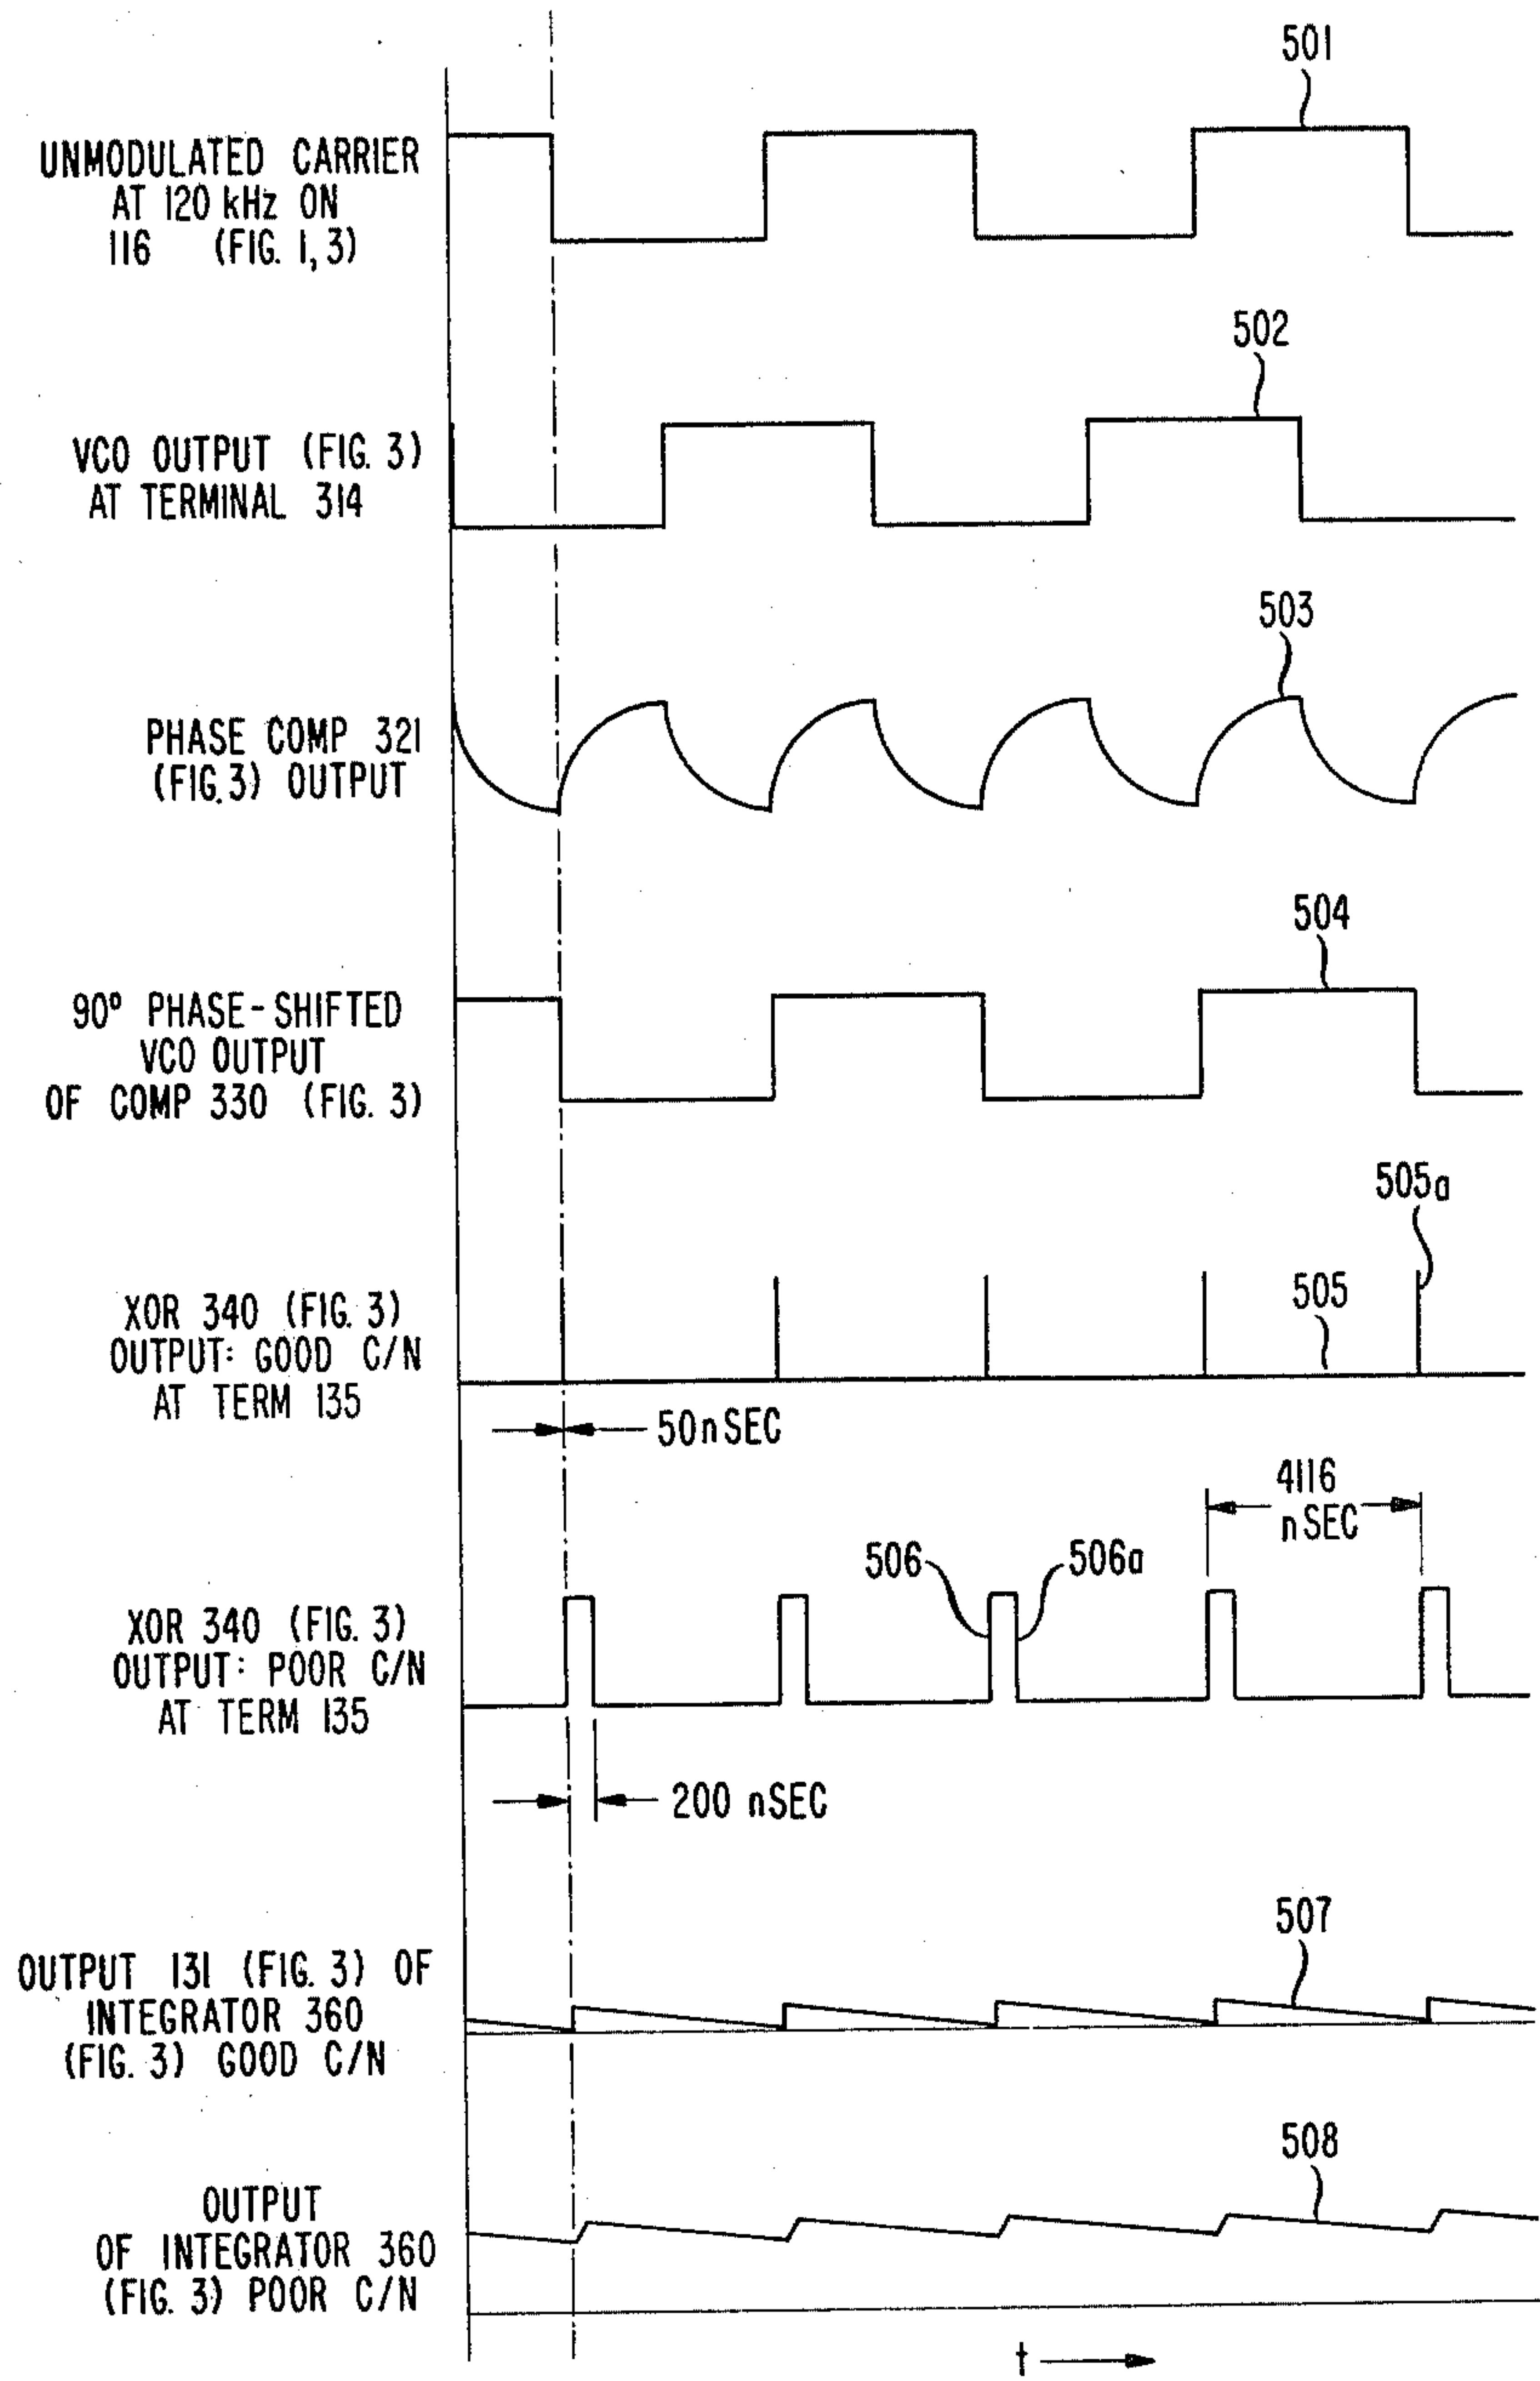 501
UNMODULATED CARRIER
AT 120 kHz ON
116 (FIG. 1, 3)
502
VCO OUTPUT (FIG. 3)
AT TERMINAL 314
503
PHASE COMP 321
(FIG. 3) OUTPUT
504
90° PHASE-SHIFTED
VCO OUTPUT
OF COMP 330 (FIG. 3)
505a
505
XOR 340 (FIG. 3)
OUTPUT: GOOD C/N
AT TERM 135
50nSEC
4116
nSEC
506
506a
XOR 340 (FIG. 3)
OUTPUT: POOR C/N
AT TERM 135
200 nSEC
507
OUTPUT 131 (FIG. 3) OF
INTEGRATOR 360
(FIG. 3) GOOD C/N
508
OUTPUT
OF INTEGRATOR 360
(FIG. 3) POOR C/N
t